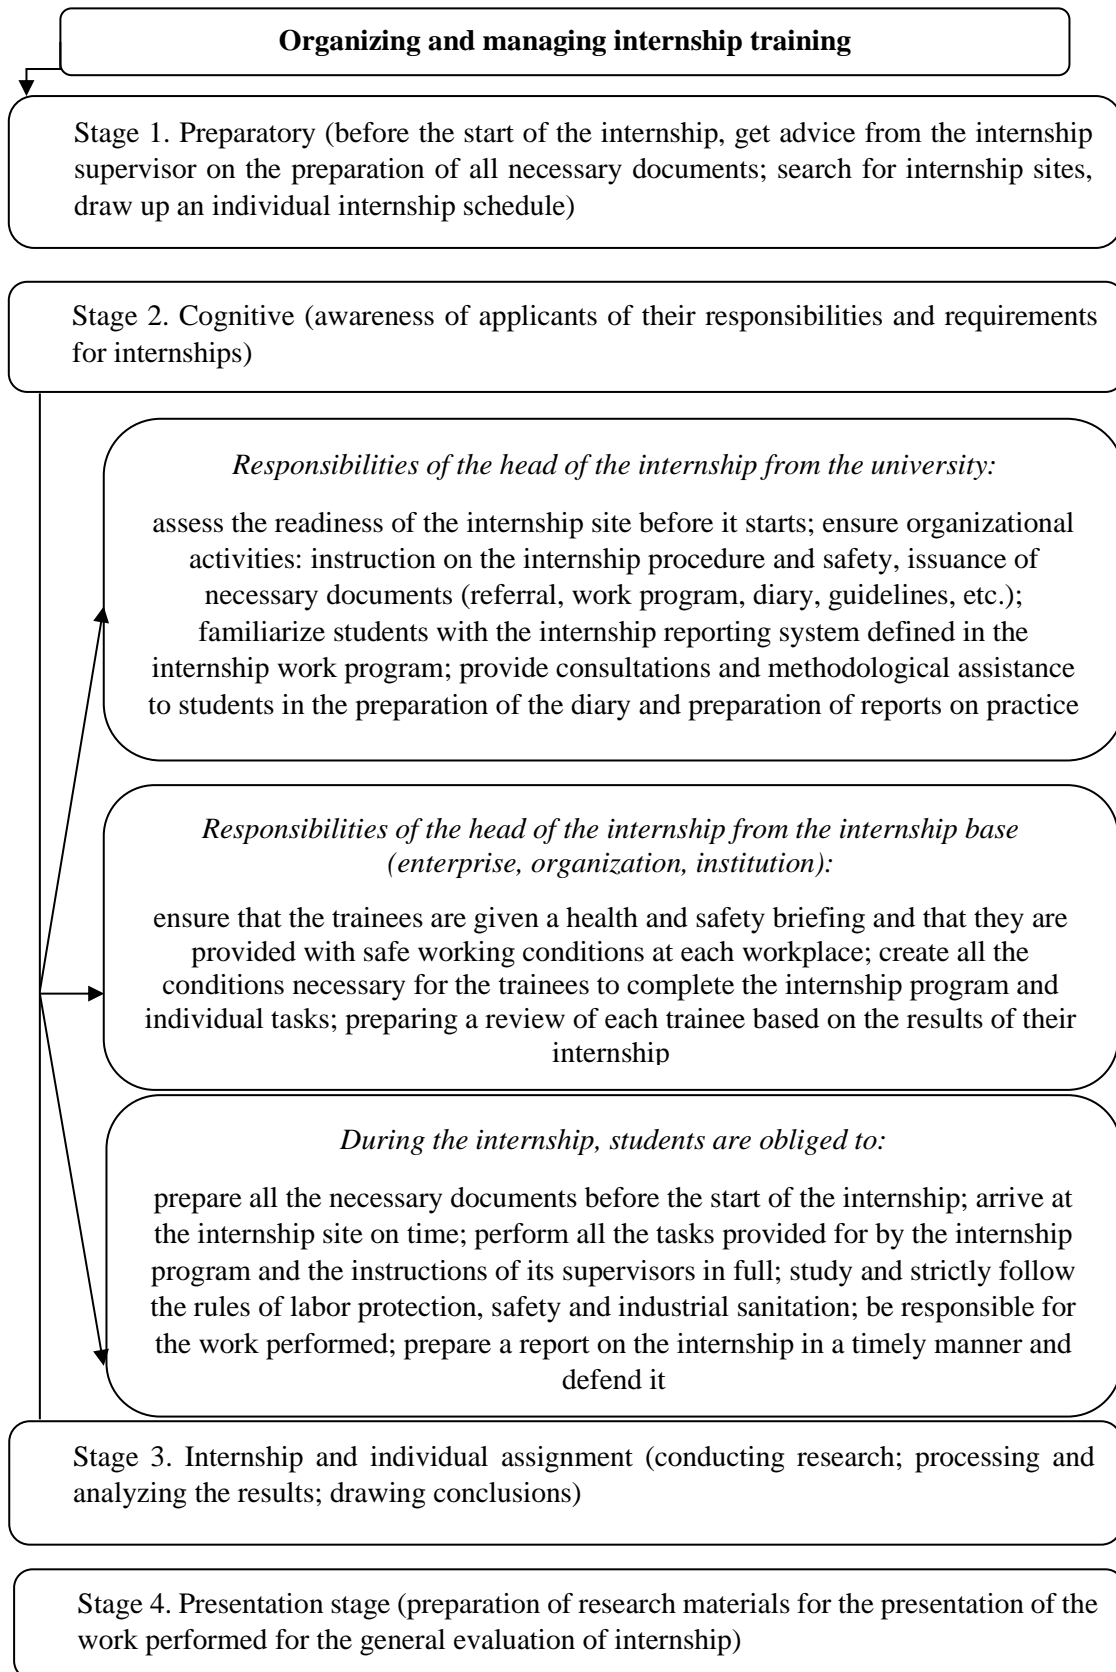 Organizing and managing internship training
Stage 1. Preparatory (before the start of the internship, get advice from the internship
supervisor on the preparation of all necessary documents; search for internship sites,
draw up an individual internship schedule)
Stage 2. Cognitive (awareness of applicants of their responsibilities and requirements
for internships)
Responsibilities of the head of the internship from the university:
assess the readiness of the internship site before it starts; ensure organizational
activities: instruction on the internship procedure and safety, issuance of
necessary documents (referral, work program, diary, guidelines, etc.);
familiarize students with the internship reporting system defined in the
internship work program; provide consultations and methodological assistance
to students in the preparation of the diary and preparation of reports on practice
Responsibilities of the head of the internship from the internship base
(enterprise, organization, institution):
ensure that the trainees are given a health and safety briefing and that they are
provided with safe working conditions at each workplace; create all the
conditions necessary for the trainees to complete the internship program and
individual tasks; preparing a review of each trainee based on the results of their
internship
During the internship, students are obliged to:
prepare all the necessary documents before the start of the internship; arrive at
the internship site on time; perform all the tasks provided for by the internship
program and the instructions of its supervisors in full; study and strictly follow
the rules of labor protection, safety and industrial sanitation; be responsible for
the work performed; prepare a report on the internship in a timely manner and
defend it
Stage 3. Internship and individual assignment (conducting research; processing and
analyzing the results; drawing conclusions)
Stage 4. Presentation stage (preparation of research materials for the presentation of the
work performed for the general evaluation of internship)